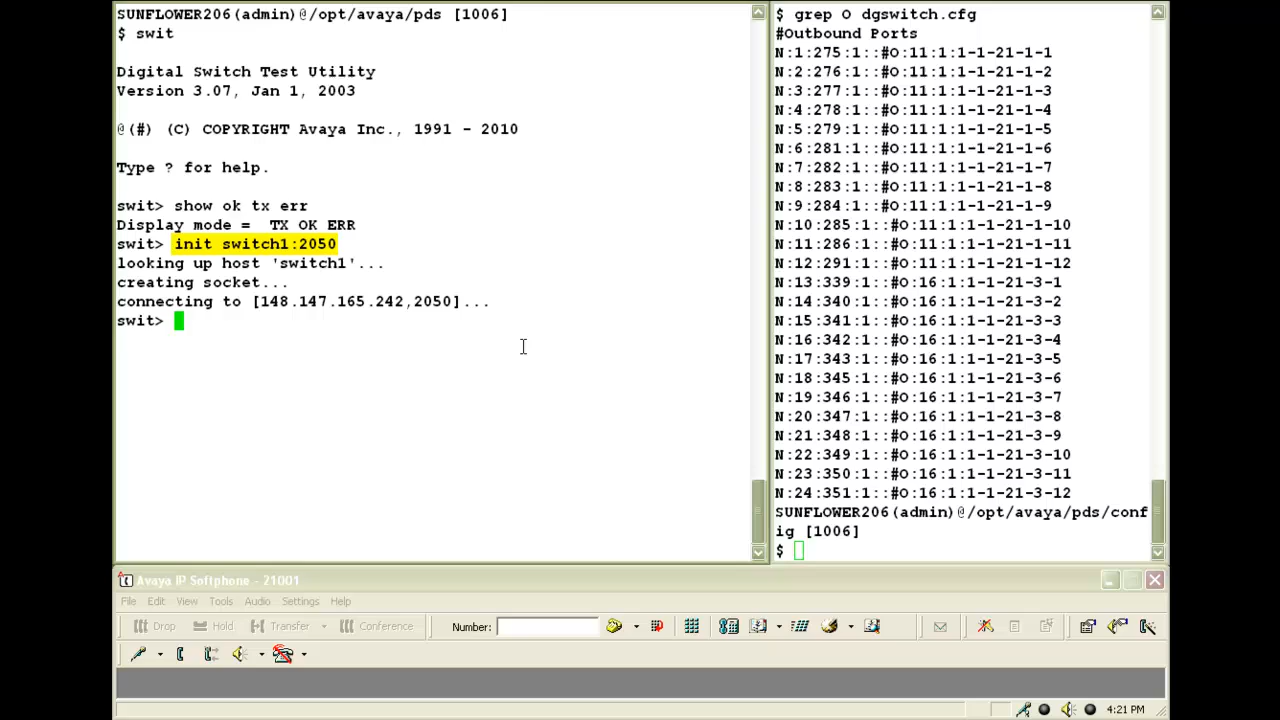 SUNFLOWER206(admin)@/opt/avaya/pds [1006]
$ swit
Digital Switch Test Utility
Version 3.07, Jan 1, 2003
@(#) (C) COPYRIGHT Avaya Inc., 1991 - 2010
Type ? for help.
swit> show ok tx err
Display mode =  TX OK ERR
swit> init switch1:2050
looking up host 'switch1'...
creating socket...
connecting to [148.147.165.242,2050]...
swit>
$ grep O dgswitch.cfg
#Outbound Ports
N:1:275:1::#O:11:1:1-1-21-1-1
N:2:276:1::#O:11:1:1-1-21-1-2
N:3:277:1::#O:11:1:1-1-21-1-3
N:4:278:1::#O:11:1:1-1-21-1-4
N:5:279:1::#O:11:1:1-1-21-1-5
N:6:281:1::#O:11:1:1-1-21-1-6
N:7:282:1::#O:11:1:1-1-21-1-7
N:8:283:1::#O:11:1:1-1-21-1-8
N:9:284:1::#O:11:1:1-1-21-1-9
N:10:285:1::#O:11:1:1-1-21-1-10
N:11:286:1::#O:11:1:1-1-21-1-11
N:12:291:1::#O:11:1:1-1-21-1-12
N:13:339:1::#O:16:1:1-1-21-3-1
N:14:340:1::#O:16:1:1-1-21-3-2
N:15:341:1::#O:16:1:1-1-21-3-3
N:16:342:1::#O:16:1:1-1-21-3-4
N:17:343:1::#O:16:1:1-1-21-3-5
N:18:345:1::#O:16:1:1-1-21-3-6
N:19:346:1::#O:16:1:1-1-21-3-7
N:20:347:1::#O:16:1:1-1-21-3-8
N:21:348:1::#O:16:1:1-1-21-3-9
N:22:349:1::#O:16:1:1-1-21-3-10
N:23:350:1::#O:16:1:1-1-21-3-11
N:24:351:1::#O:16:1:1-1-21-3-12
SUNFLOWER206(admin)@/opt/avaya/pds/conf
ig [1006]
$
Avaya IP Softphone - 21001
File Edit View Tools Audio Settings Help
Drop Hold Transfer Conference Number:
4:21 PM